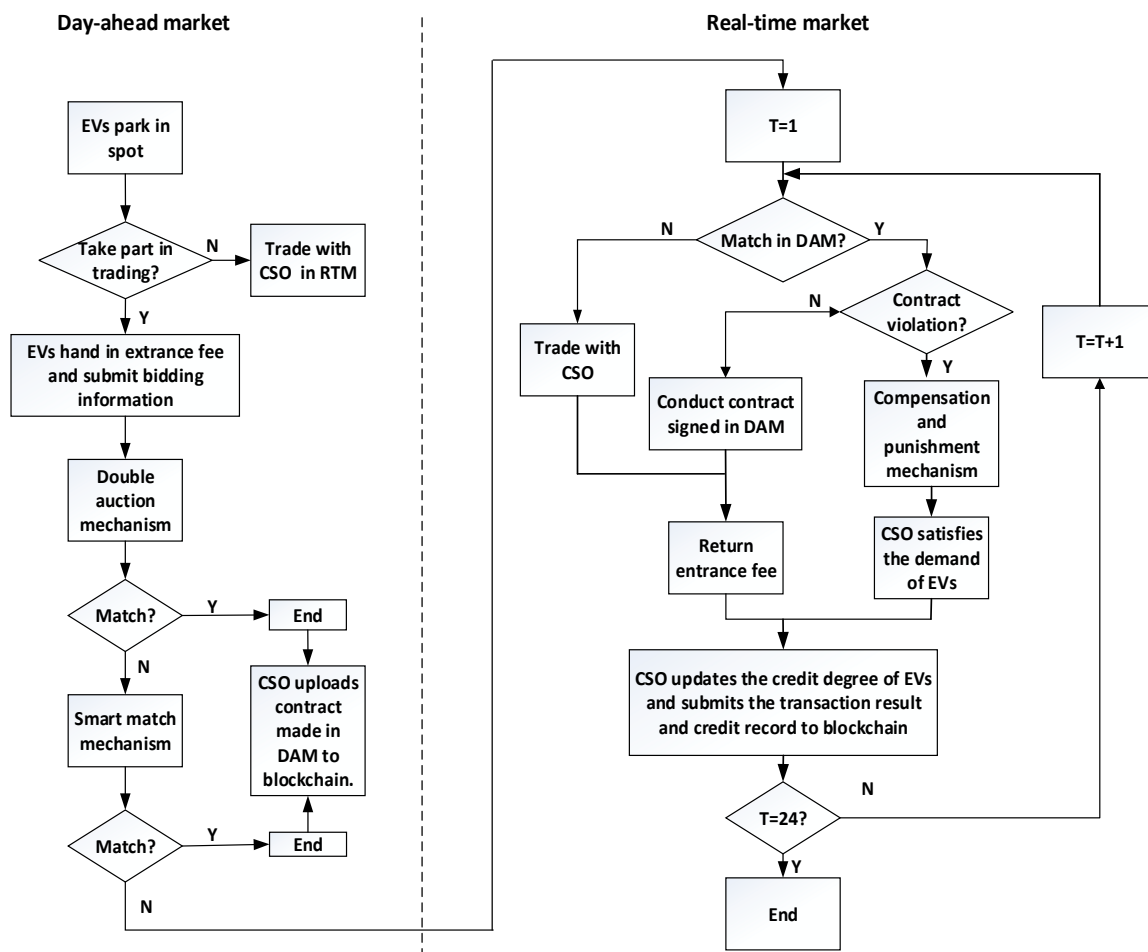 Day-ahead market
EVs park in
spot
Take part in
trading?
N
Trade with
CSO in RTM
Y
EVs hand in extrance fee
and submit bidding
information
Double
auction
mechanism
Match?
Y
End
N
CSO uploads
contract
made in
DAM to
blockchain.
Smart match
mechanism
Match?
Y
End
N
Real-time market
T=1
N
Match in DAM?
Y
N
Contract
violation?
T=T+1
Trade with
CSO
Y
Conduct contract
signed in DAM
Compensation
and
punishment
mechanism
Return
entrance fee
CSO satisfies
the demand
of EVs
CSO updates the credit degree of EVs
and submits the transaction result
and credit record to blockchain
N
T=24?
Y
End